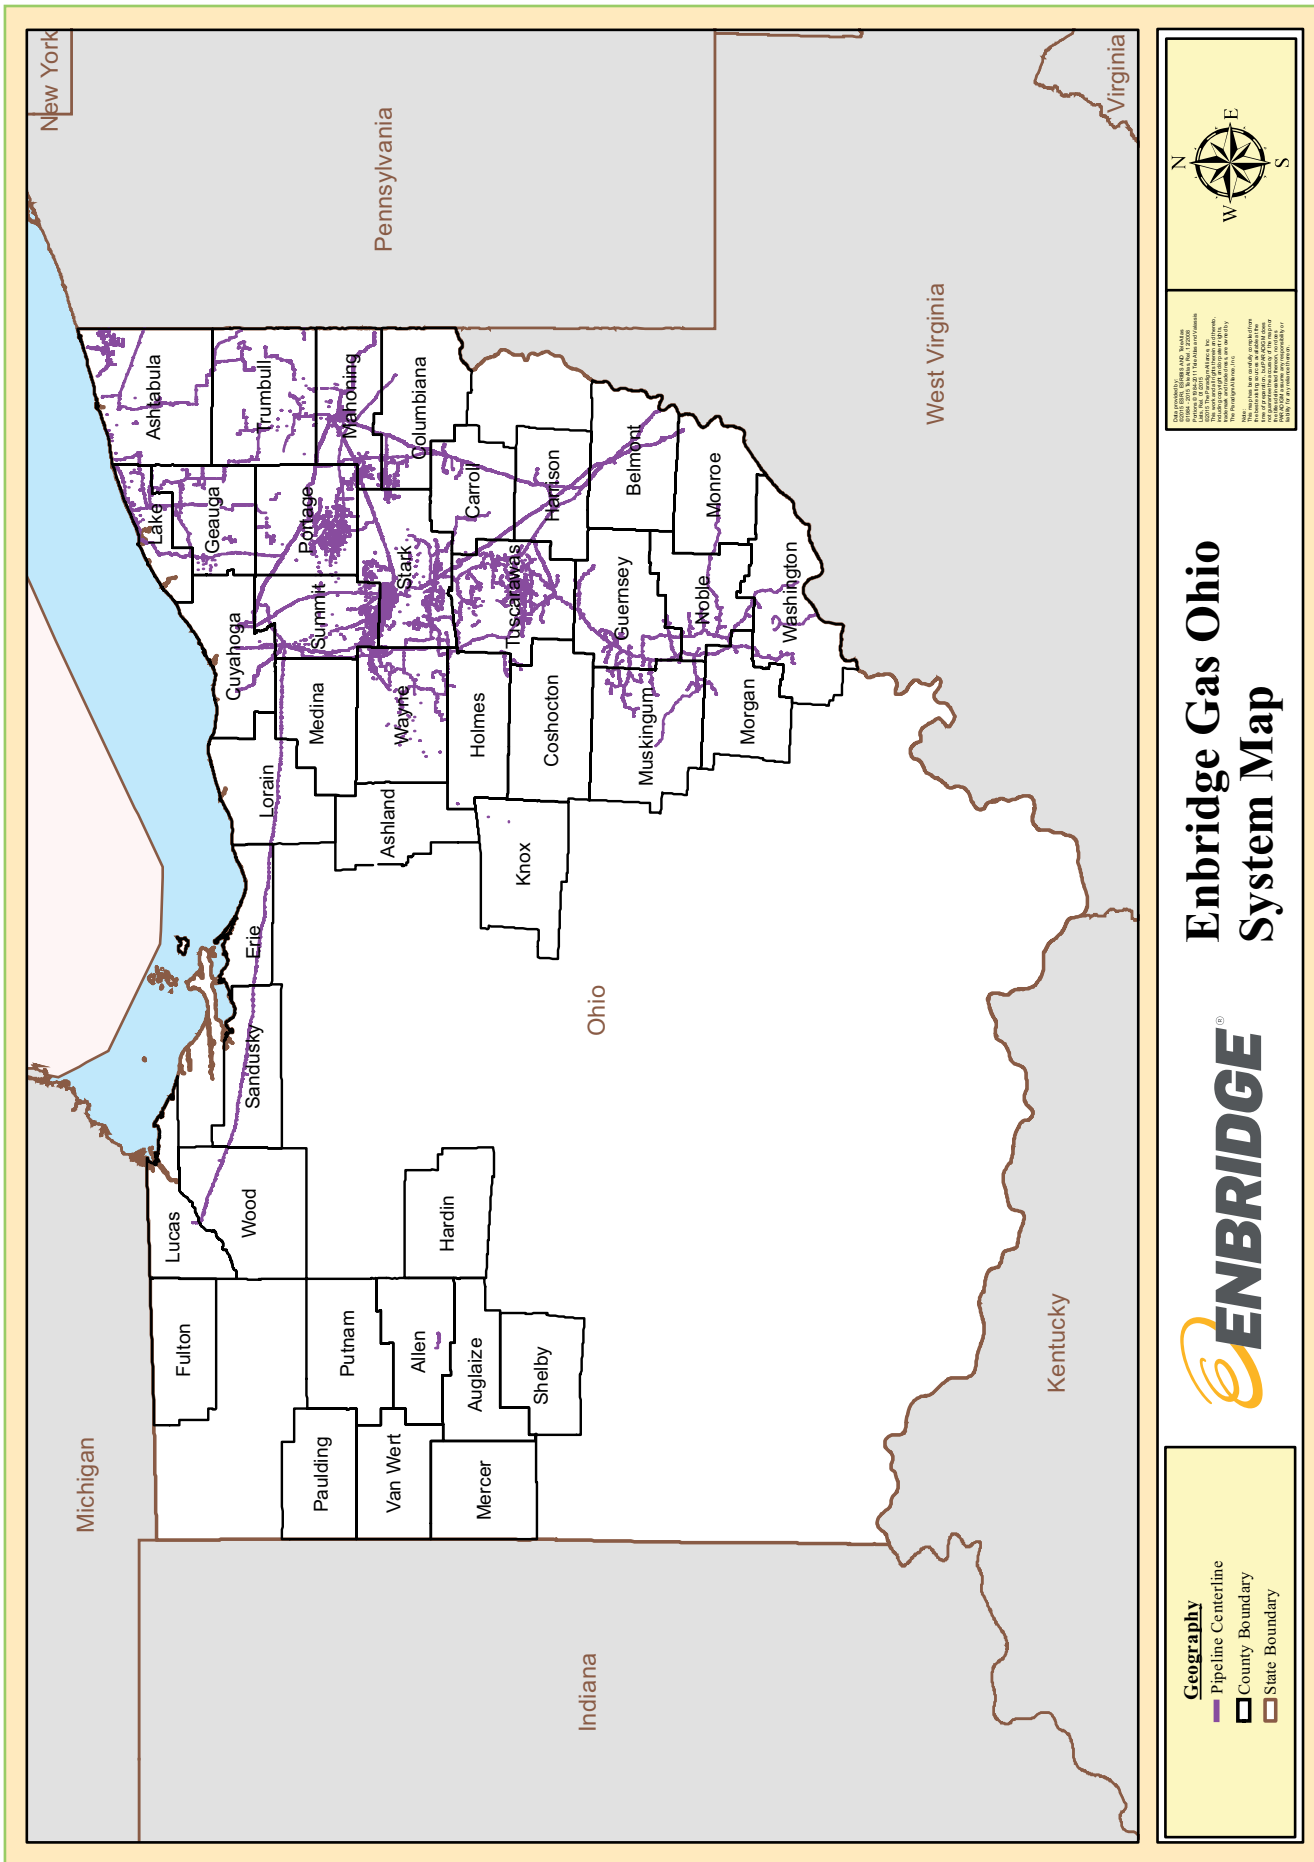 New York
Pennsylvania
Michigan
Indiana
Ohio
Kentucky
West Virginia
Virginia
Ashtabula
Lake
Geauga
Trumbull
Cuyahoga
Portage
Mahoning
Summit
Medina
Lorain
Erie
Sandusky
Lucas
Wood
Fulton
Columbiana
Stark
Wayne
Ashland
Putnam
Paulding
Van Wert
Allen
Hardin
Carroll
Tuscarawas
Holmes
Harrison
Coshocton
Knox
Auglaize
Mercer
Shelby
Belmont
Guernsey
Muskingum
Monroe
Noble
Morgan
Washington
Geography
Pipeline Centerline
County Boundary
State Boundary
ENBRIDGE®
Enbridge Gas Ohio
System Map
N
W
E
S